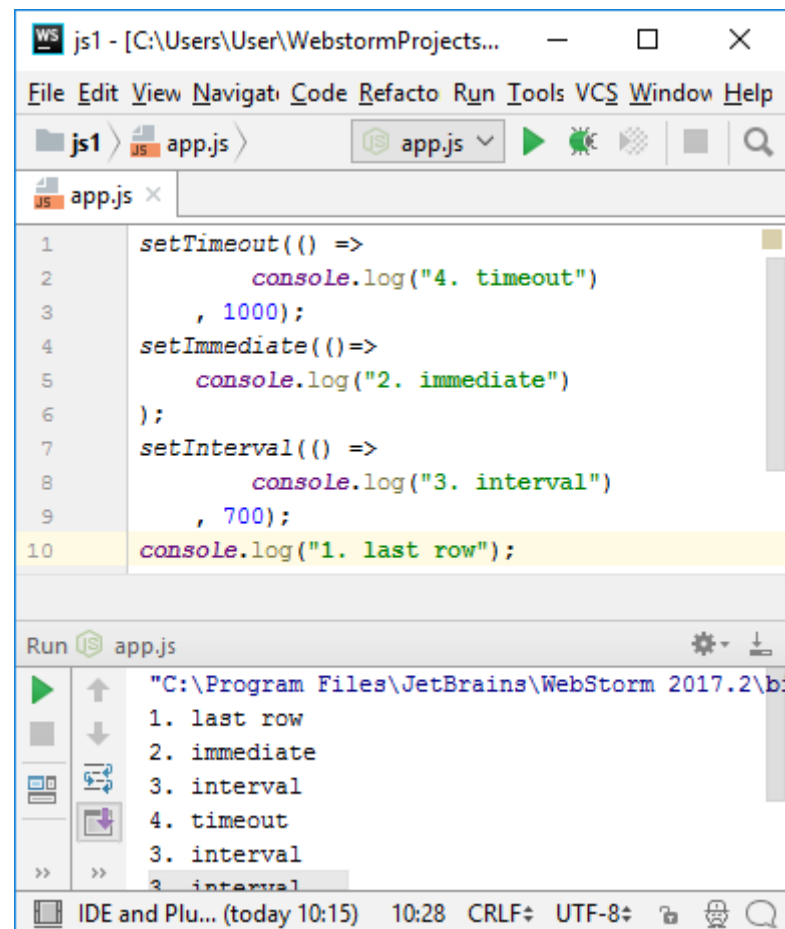 WS js1 - [C:\Users\User\WebstormProjects...
File Edit View Navigat Code Refacto Run Tools VCS Window Help
js1 app.js app.js
app.js
1 setTimeout(() =>
2 console.log("4. timeout")
3 , 1000);
4 setImmediate(()=>
5 console.log("2. immediate")
6 );
7 setInterval(() =>
8 console.log("3. interval")
9 , 700);
10 console.log("1. last row");
Run app.js
"C:\Program Files\JetBrains\WebStorm 2017.2\b
1. last row
2. immediate
3. interval
4. timeout
3. interval
3. interval
IDE and Plu... (today 10:15) 10:28 CRLF UTF-8